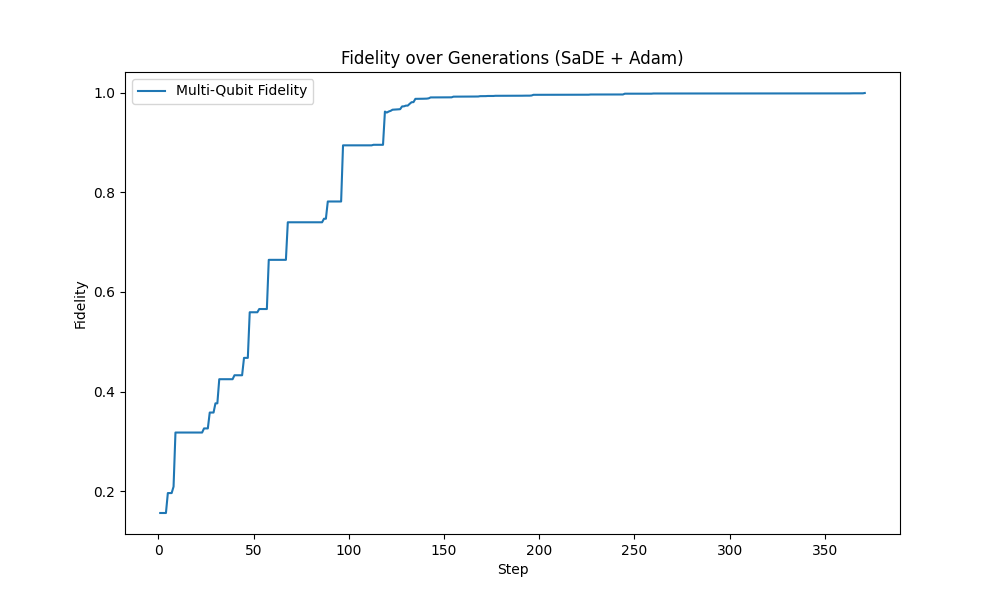 Fidelity over Generations (SaDE + Adam)
Multi-Qubit Fidelity
Fidelity
1.0
0.8
0.6
0.4
0.2
0 50 100 150 200 250 300 350
Step